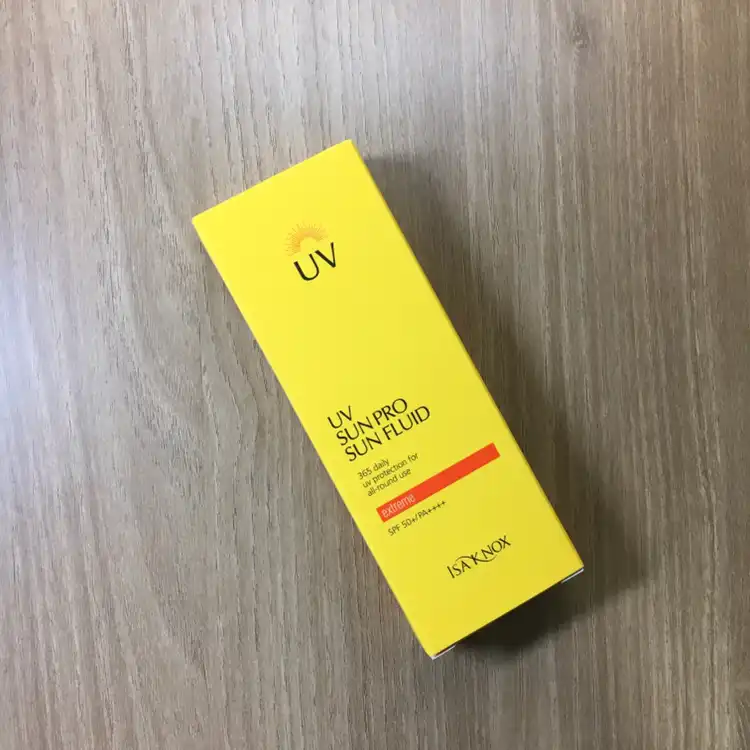 UV
UV
SUN PRO
SUN FLUID
365 daily
uv protection for
all-round use
extreme
SPF 50+/PA++++
ISA KNOX